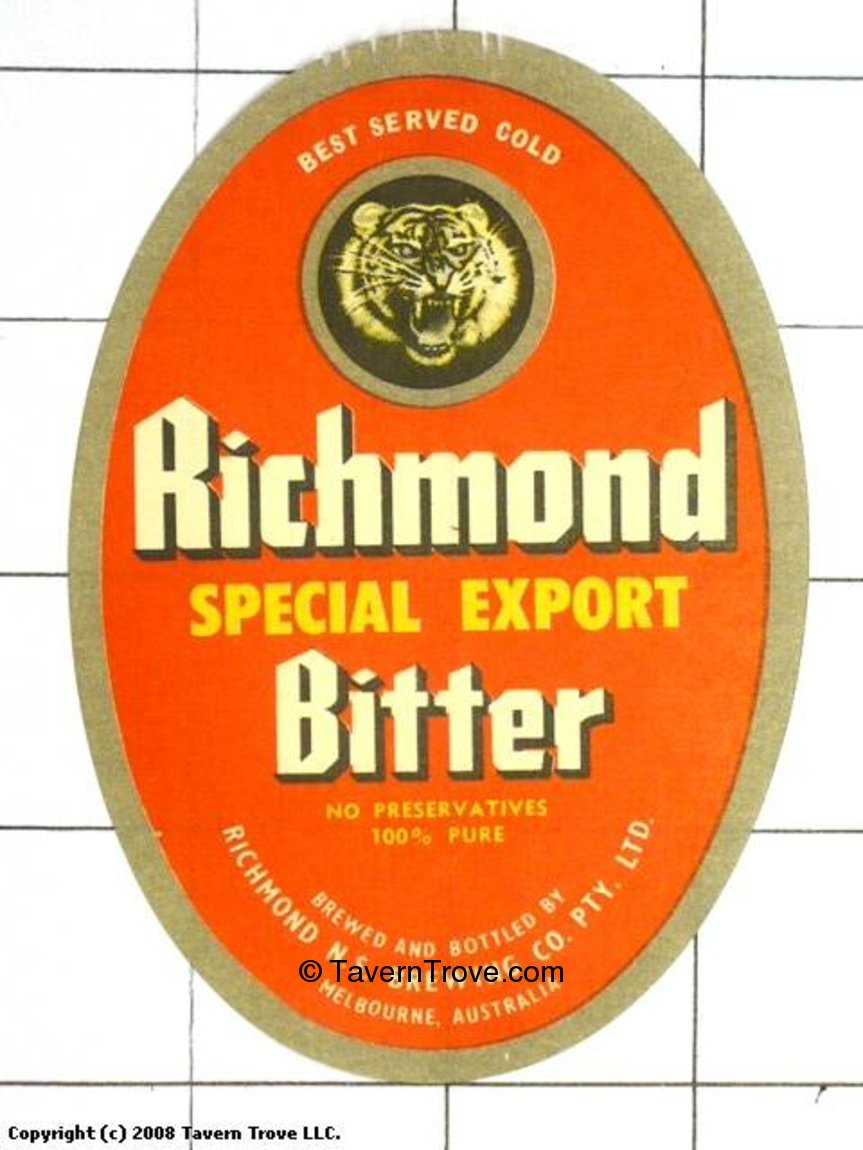 BEST SERVED COLD
Richmond
SPECIAL EXPORT
Bitter
NO PRESERVATIVES
100% PURE
BREWED AND BOTTLED BY
RICHMOND N.S. BREWING CO. PTY. LTD.
© TavernTrove.com
MELBOURNE, AUSTRALIA
Copyright (c) 2008 Tavern Trove LLC.